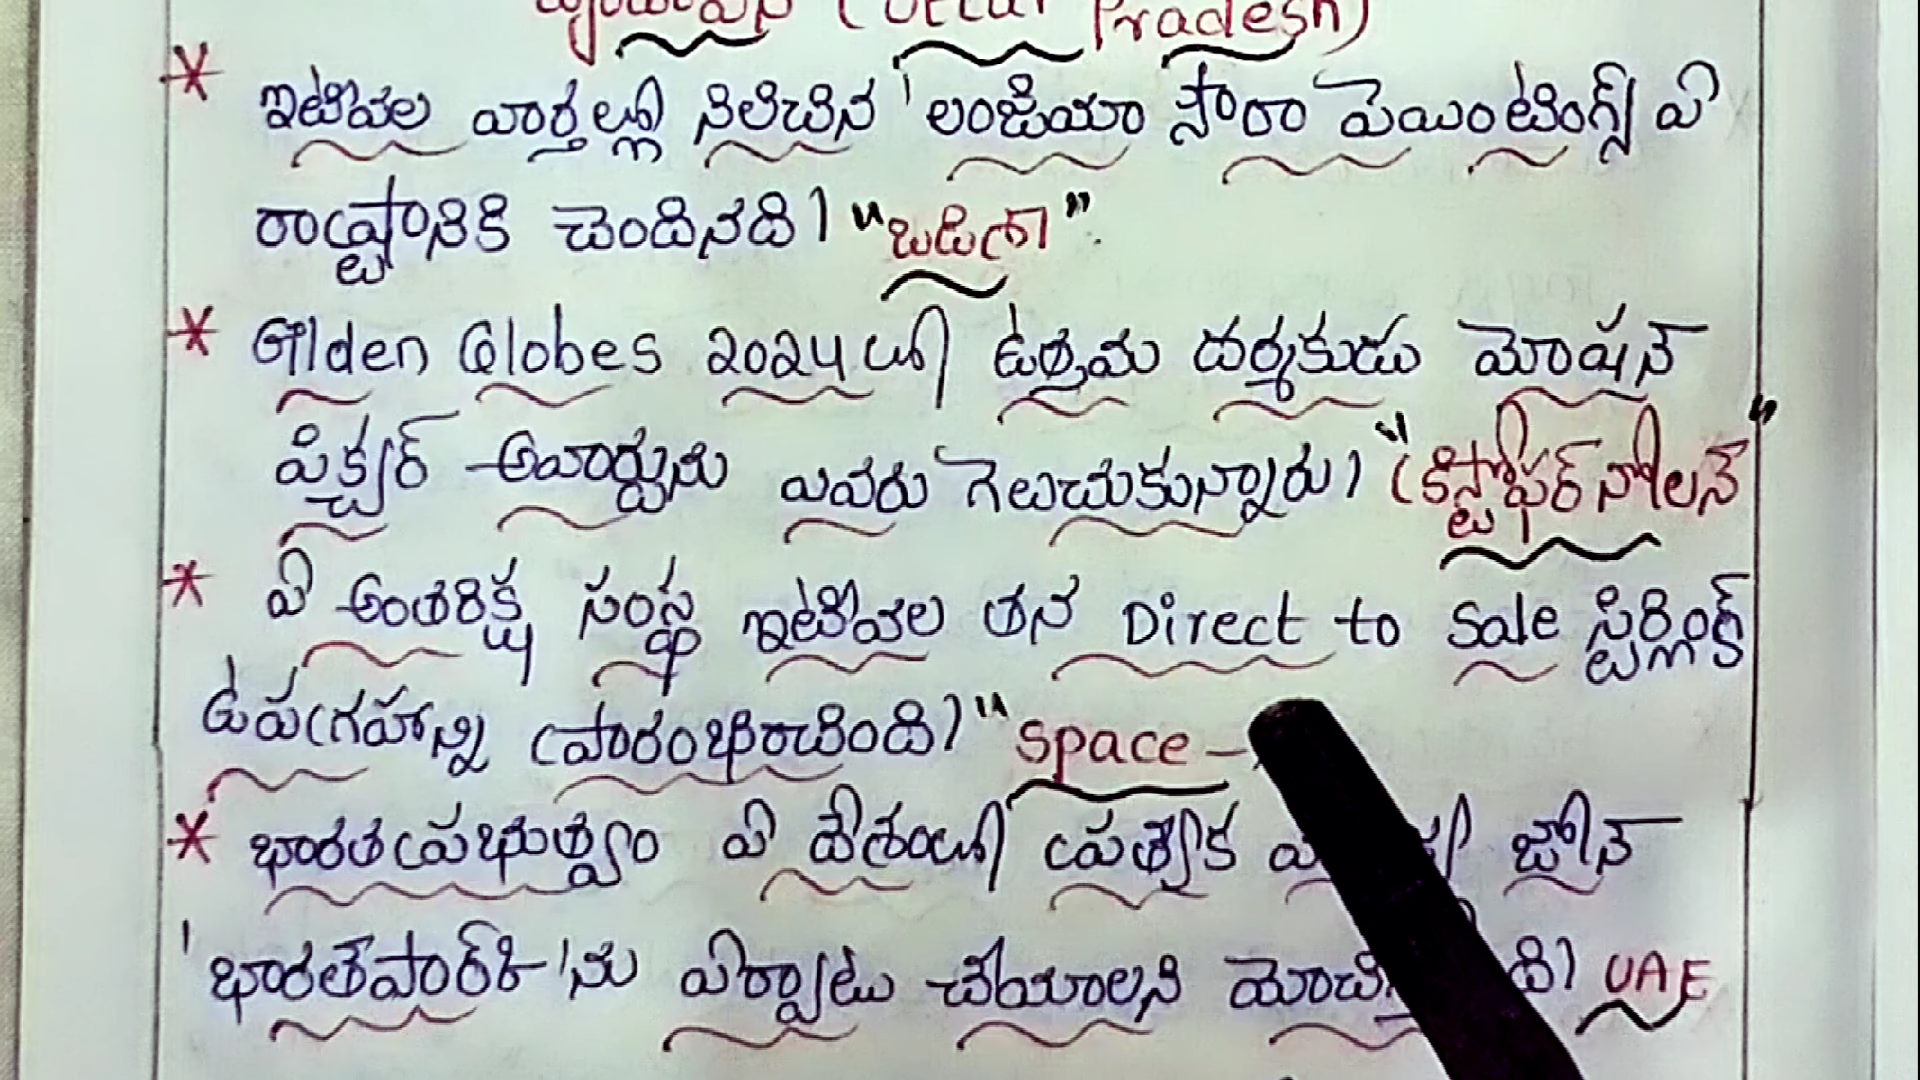 (Uttar Pradesh)
* ఇటీవల వార్తల్లో నిలిచిన 'లంజియా సౌరా పెయింటింగ్స్ ఏ
రాష్ట్రానికి చెందినది) "ఒడిశా"
* Golden Globes 2024లో ఉత్తమ దర్శకుడు మోషన్
పిక్చర్ అవార్డును ఎవరు గెలుచుకున్నారు) "(క్రిస్టోఫర్ నోలన్"
* ఏ అంతరిక్ష సంస్థ ఇటీవల తన Direct to Sale స్టిర్లింక్
ఉపగ్రహాన్ని ప్రారంభించింది) "space-
* భారత ప్రభుత్వం ఏ దేశంలో ప్రత్యేక జోన్
'భారత్ పార్క్'ను ఏర్పాటు చేయాలని UAE